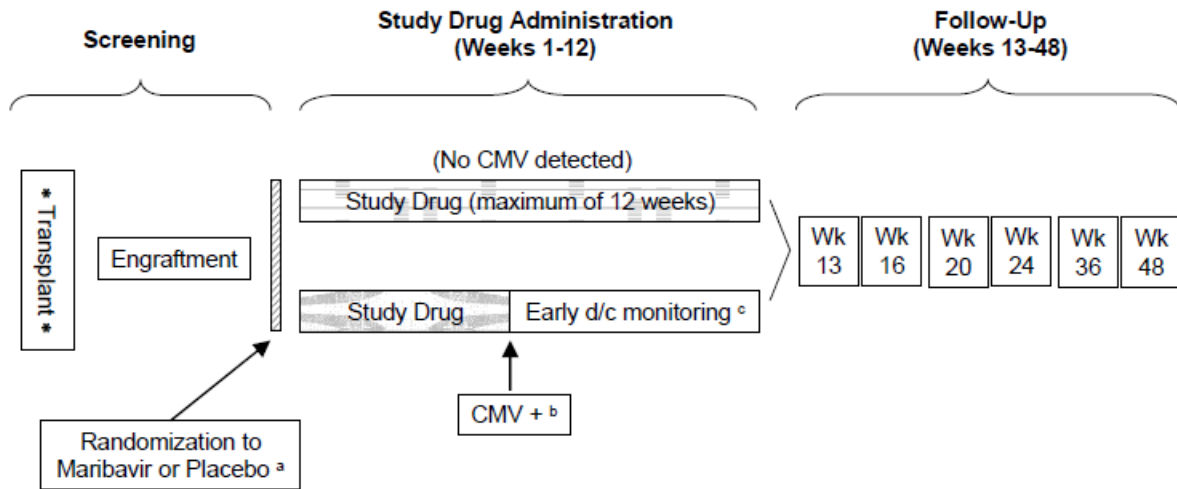 Screening
Study Drug Administration
(Weeks 1-12)
Follow-Up
(Weeks 13-48)
* Transplant *
Engraftment
Randomization to
Maribavir or Placebo ᵃ
(No CMV detected)
Study Drug (maximum of 12 weeks)
Study Drug
Early d/c monitoring ᶜ
CMV + ᵇ
Wk
13
Wk
16
Wk
20
Wk
24
Wk
36
Wk
48